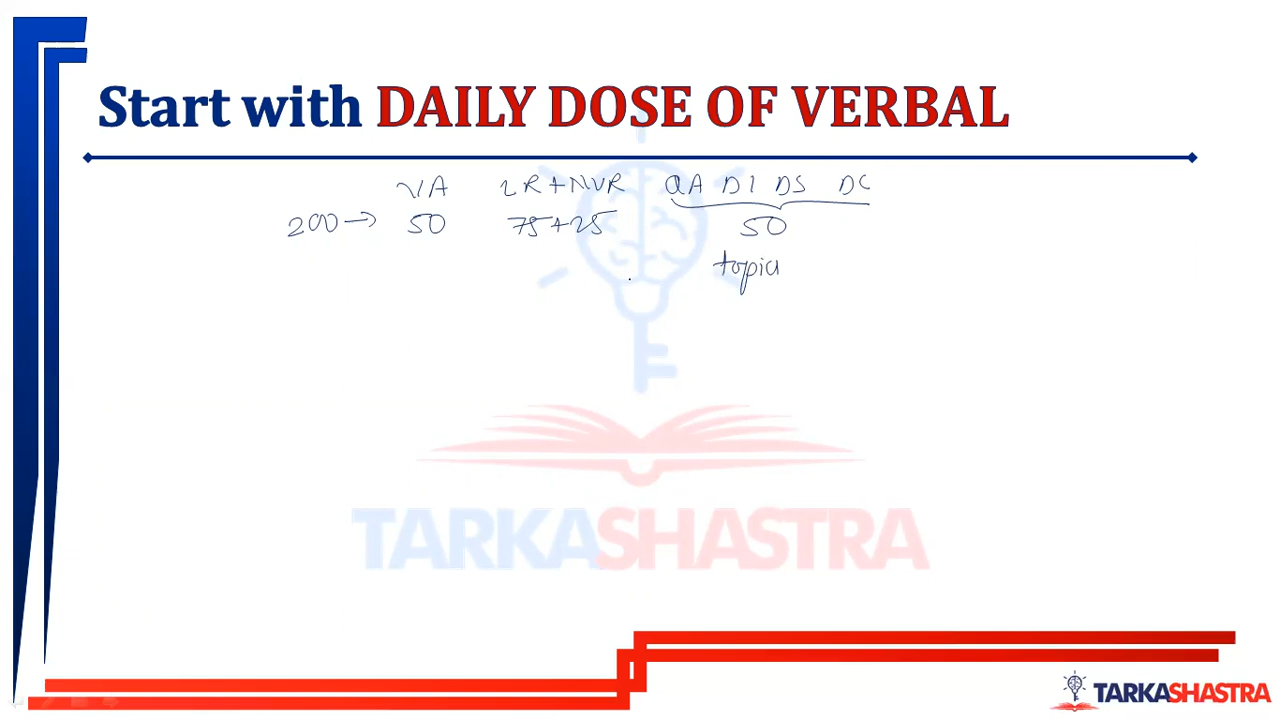 Start with DAILY DOSE OF VERBAL
VA LR+NVR QA DI DS DC
200 → 50 75+25 50
topic
TARKASHASTRA
TARKASHASTRA